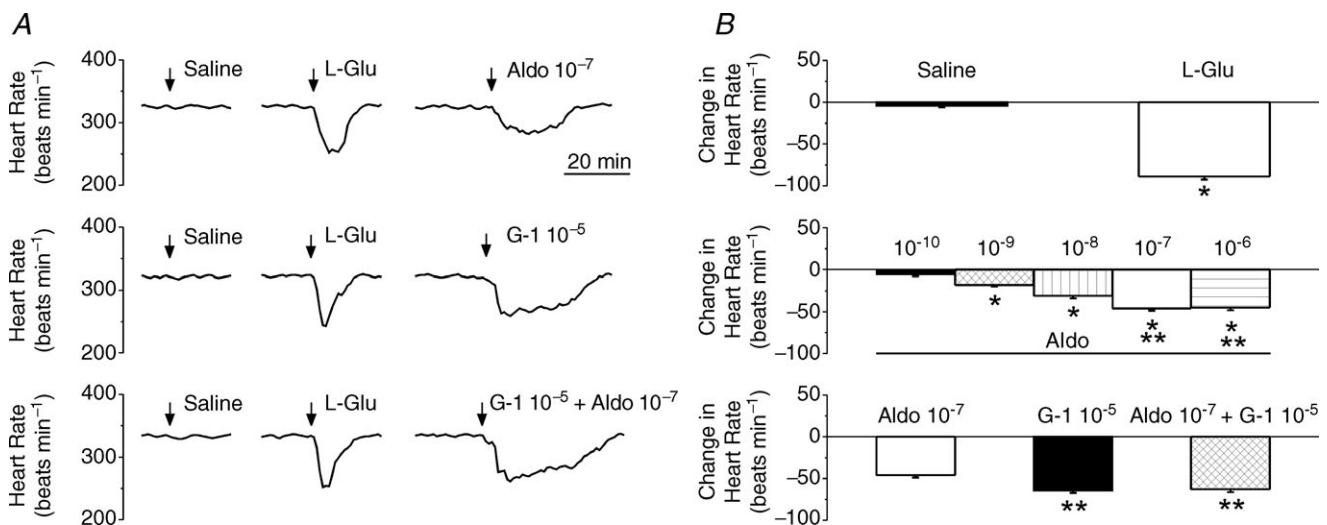 A
Heart Rate
(beats min⁻¹)
400
300
200
Saline
L-Glu
Aldo 10⁻⁷
20 min
Heart Rate
(beats min⁻¹)
400
300
200
Saline
L-Glu
G-1 10⁻⁵
Heart Rate
(beats min⁻¹)
400
300
200
Saline
L-Glu
G-1 10⁻⁵ + Aldo 10⁻⁷
B
Change in
Heart Rate
(beats min⁻¹)
50
0
−50
−100
Saline
L-Glu
*
Change in
Heart Rate
(beats min⁻¹)
50
0
−50
−100
10⁻¹⁰ 10⁻⁹ 10⁻⁸ 10⁻⁷ 10⁻⁶
* * * *
** **
Aldo
Change in
Heart Rate
(beats min⁻¹)
50
0
−50
−100
Aldo 10⁻⁷ G-1 10⁻⁵ Aldo 10⁻⁷ + G-1 10⁻⁵
** **